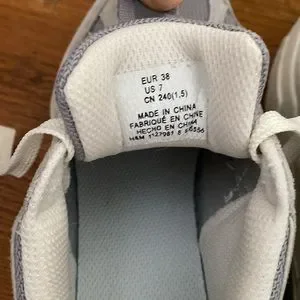 EUR 38
US 7
CN 240(1.5)
MADE IN CHINA
FABRIQUÉ EN CHINE
HECHO EN CHINA
H&M